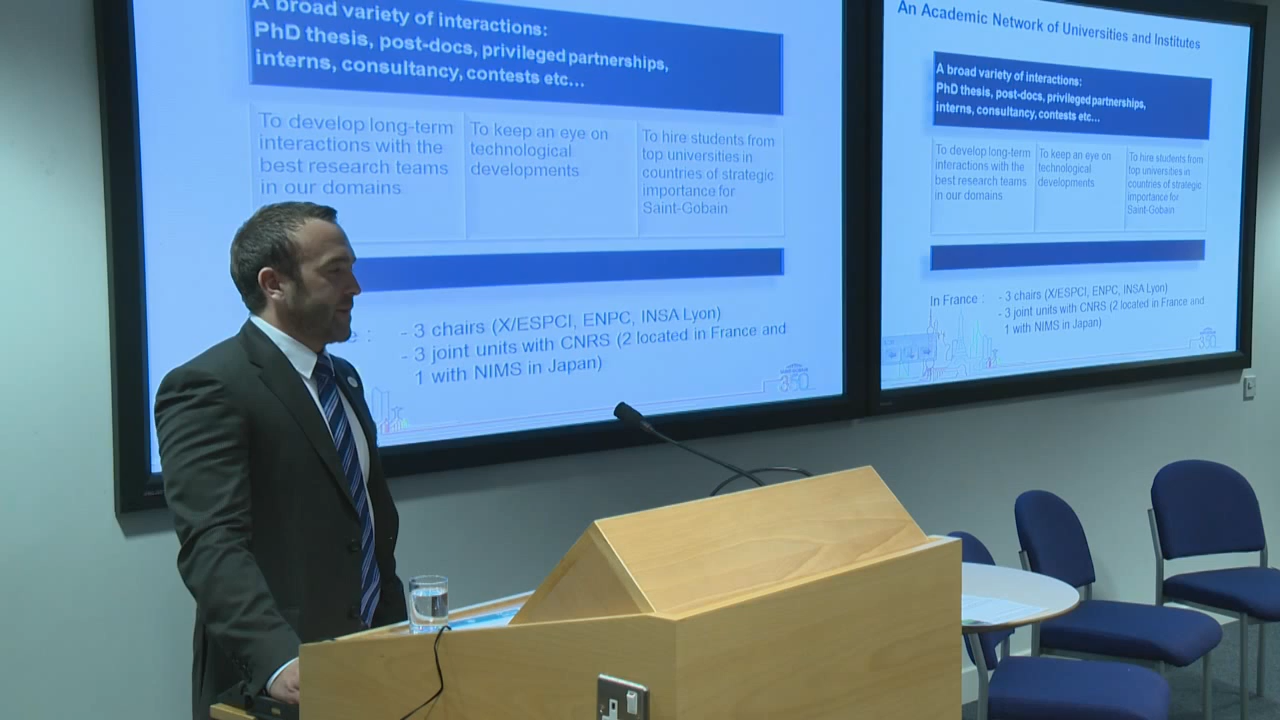 A broad variety of interactions:
PhD thesis, post-docs, privileged partnerships,
interns, consultancy, contests etc...
To develop long-term
interactions with the
best research teams
in our domains
To keep an eye on
technological
developments
To hire students from
top universities in
countries of strategic
importance for
Saint-Gobain
e :
- 3 chairs (X/ESPCI, ENPC, INSA Lyon)
- 3 joint units with CNRS (2 located in France and
1 with NIMS in Japan)
350
An Academic Network of Universities and Institutes
A broad variety of interactions:
PhD thesis, post-docs, privileged partnerships,
interns, consultancy, contests etc...
To develop long-term
interactions with the
best research teams
in our domains
To keep an eye on
technological
developments
To hire students from
top universities in
countries of strategic
importance for
Saint-Gobain
In France : - 3 chairs (X/ESPCI, ENPC, INSA Lyon)
- 3 joint units with CNRS (2 located in France and
1 with NIMS in Japan)
350